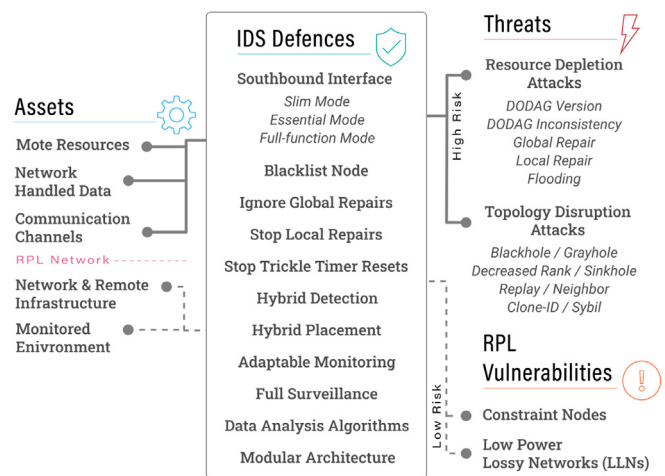 Assets
Mote Resources
Network
Handled Data
Communication
Channels
RPL Network
Network & Remote
Infrastructure
Monitored
Enivronment
IDS Defences
Southbound Interface
Slim Mode
Essential Mode
Full-function Mode
Blacklist Node
Ignore Global Repairs
Stop Local Repairs
Stop Trickle Timer Resets
Hybrid Detection
Hybrid Placement
Adaptable Monitoring
Full Surveillance
Data Analysis Algorithms
Modular Architecture
High Risk
Low Risk
Threats
Resource Depletion
Attacks
DODAG Version
DODAG Inconsistency
Global Repair
Local Repair
Flooding
Topology Disruption
Attacks
Blackhole / Grayhole
Decreased Rank / Sinkhole
Replay / Neighbor
Clone-ID / Sybil
RPL
Vulnerabilities
Constraint Nodes
Low Power
Lossy Networks (LLNs)